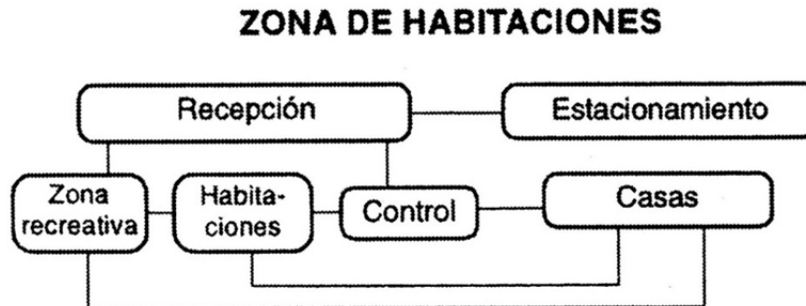 ZONA DE HABITACIONES
Recepción
Estacionamiento
Zona
recreativa
Habita-
ciones
Control
Casas